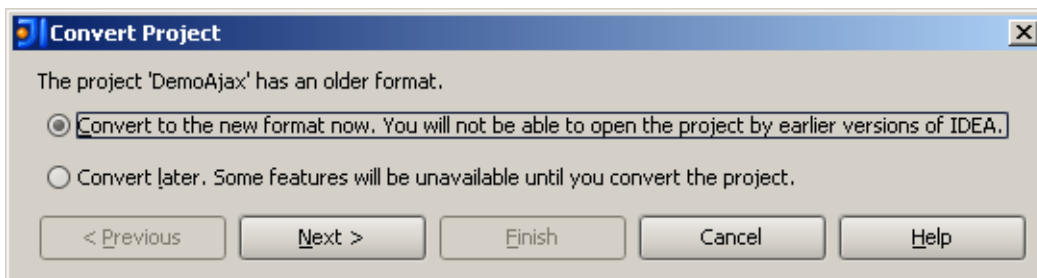 Convert Project
The project 'DemoAjax' has an older format.
Convert to the new format now. You will not be able to open the project by earlier versions of IDEA.
Convert later. Some features will be unavailable until you convert the project.
< Previous Next > Finish Cancel Help